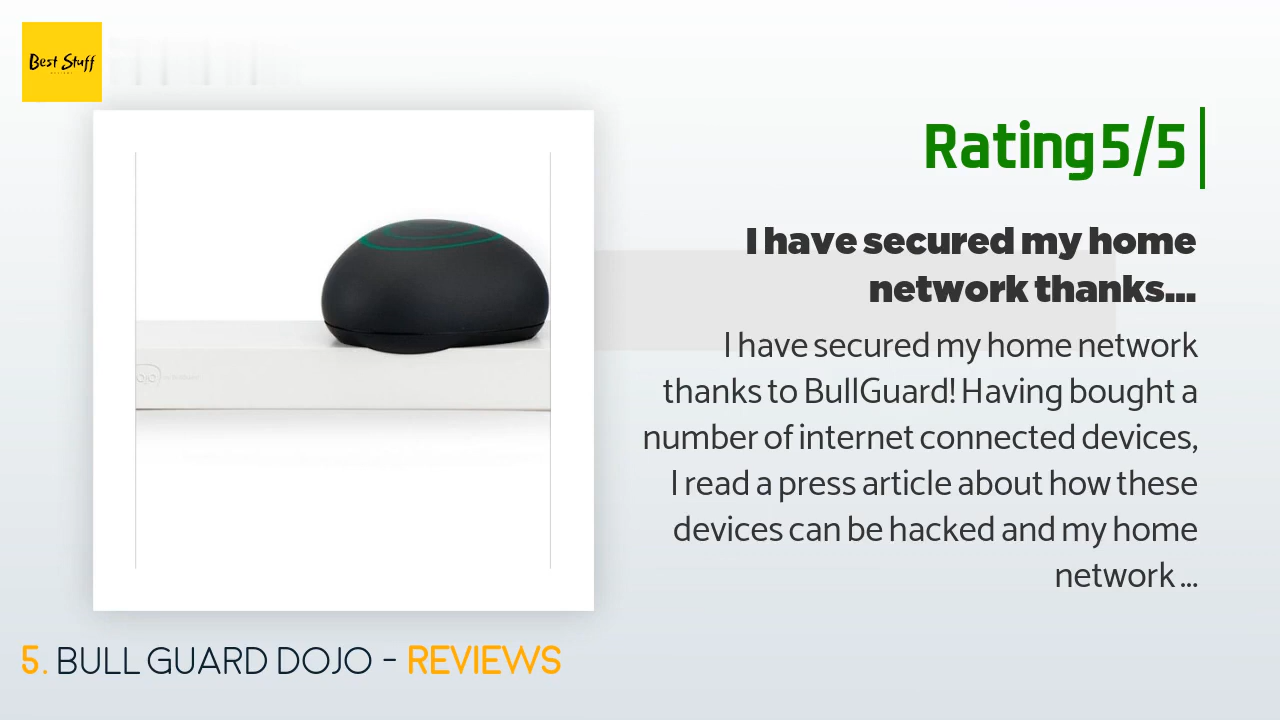 Best Stuff
Rating 5/5
I have secured my home
network thanks...
I have secured my home network
thanks to BullGuard! Having bought a
number of internet connected devices,
I read a press article about how these
devices can be hacked and my home
network ...
5. BULL GUARD DOJO - REVIEWS